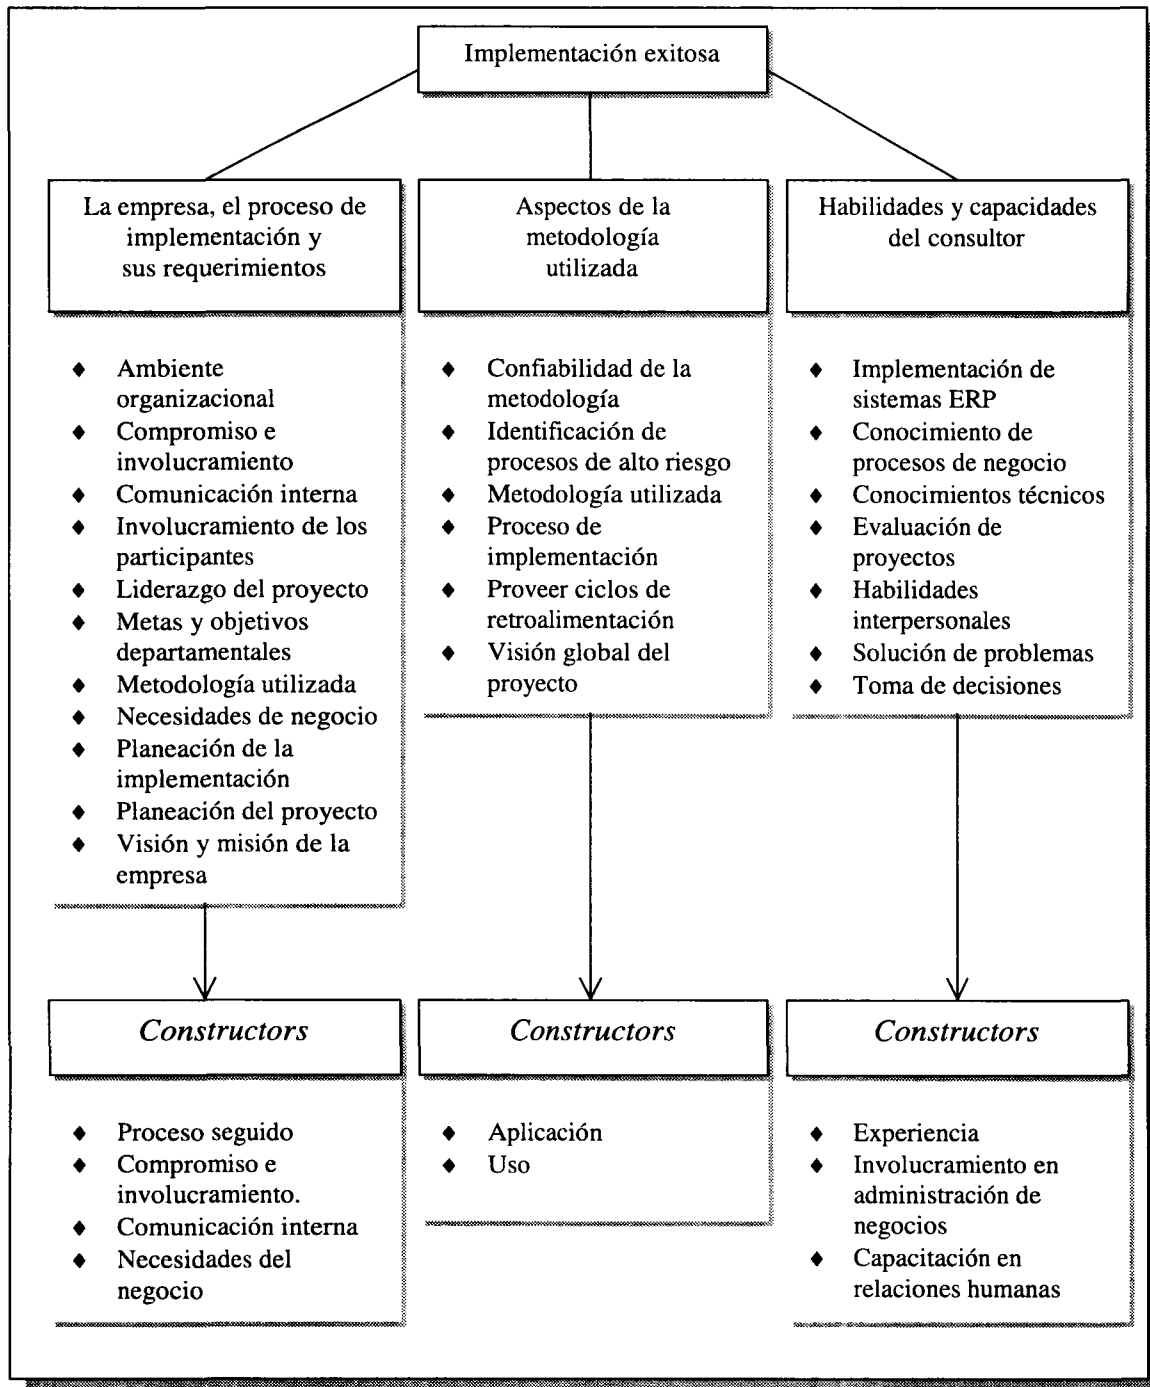 Implementación exitosa
La empresa, el proceso de
implementación y
sus requerimientos
♦ Ambiente
organizacional
♦ Compromiso e
involucramiento
♦ Comunicación interna
♦ Involucramiento de los
participantes
♦ Liderazgo del proyecto
♦ Metas y objetivos
departamentales
♦ Metodología utilizada
♦ Necesidades de negocio
♦ Planeación de la
implementación
♦ Planeación del proyecto
♦ Visión y misión de la
empresa
Constructors
♦ Proceso seguido
♦ Compromiso e
involucramiento.
♦ Comunicación interna
♦ Necesidades del
negocio
Aspectos de la
metodología
utilizada
♦ Confiabilidad de la
metodología
♦ Identificación de
procesos de alto riesgo
♦ Metodología utilizada
♦ Proceso de
implementación
♦ Proveer ciclos de
retroalimentación
♦ Visión global del
proyecto
Constructors
♦ Aplicación
♦ Uso
Habilidades y capacidades
del consultor
♦ Implementación de
sistemas ERP
♦ Conocimiento de
procesos de negocio
♦ Conocimientos técnicos
♦ Evaluación de
proyectos
♦ Habilidades
interpersonales
♦ Solución de problemas
♦ Toma de decisiones
Constructors
♦ Experiencia
♦ Involucramiento en
administración de
negocios
♦ Capacitación en
relaciones humanas